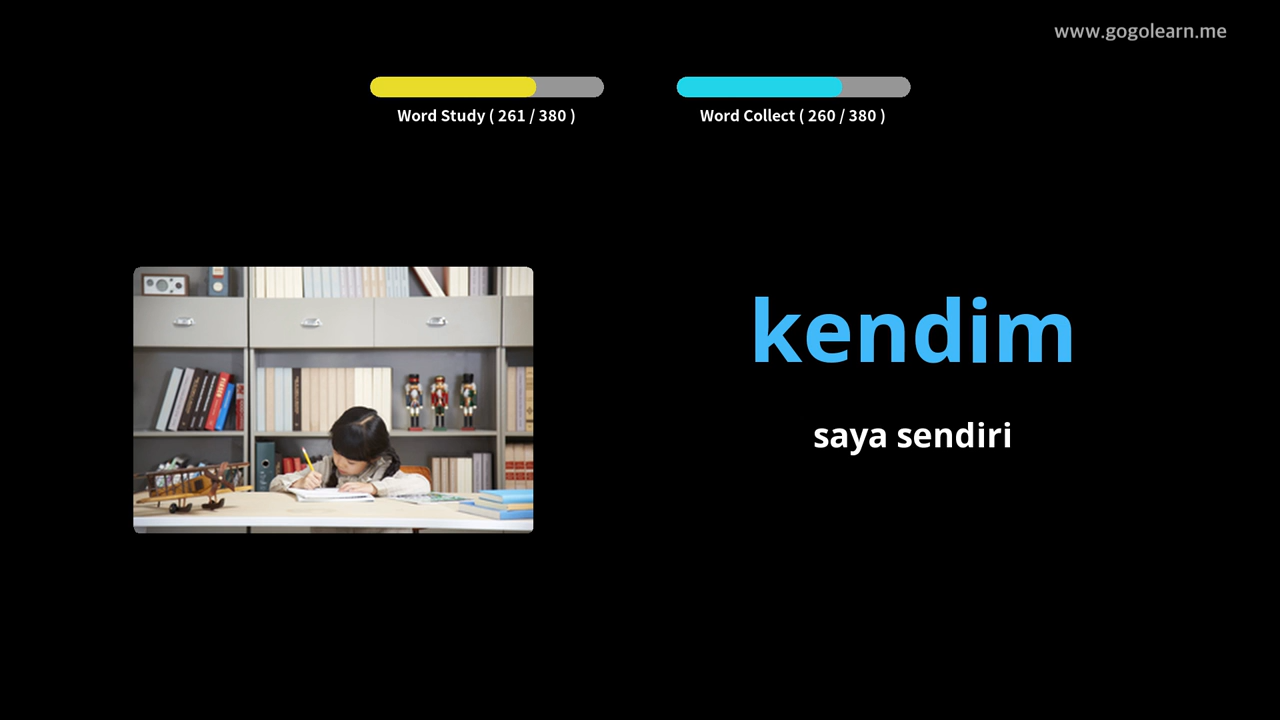 www.gogolearn.me
Word Study ( 261 / 380 )
Word Collect ( 260 / 380 )
kendim
saya sendiri